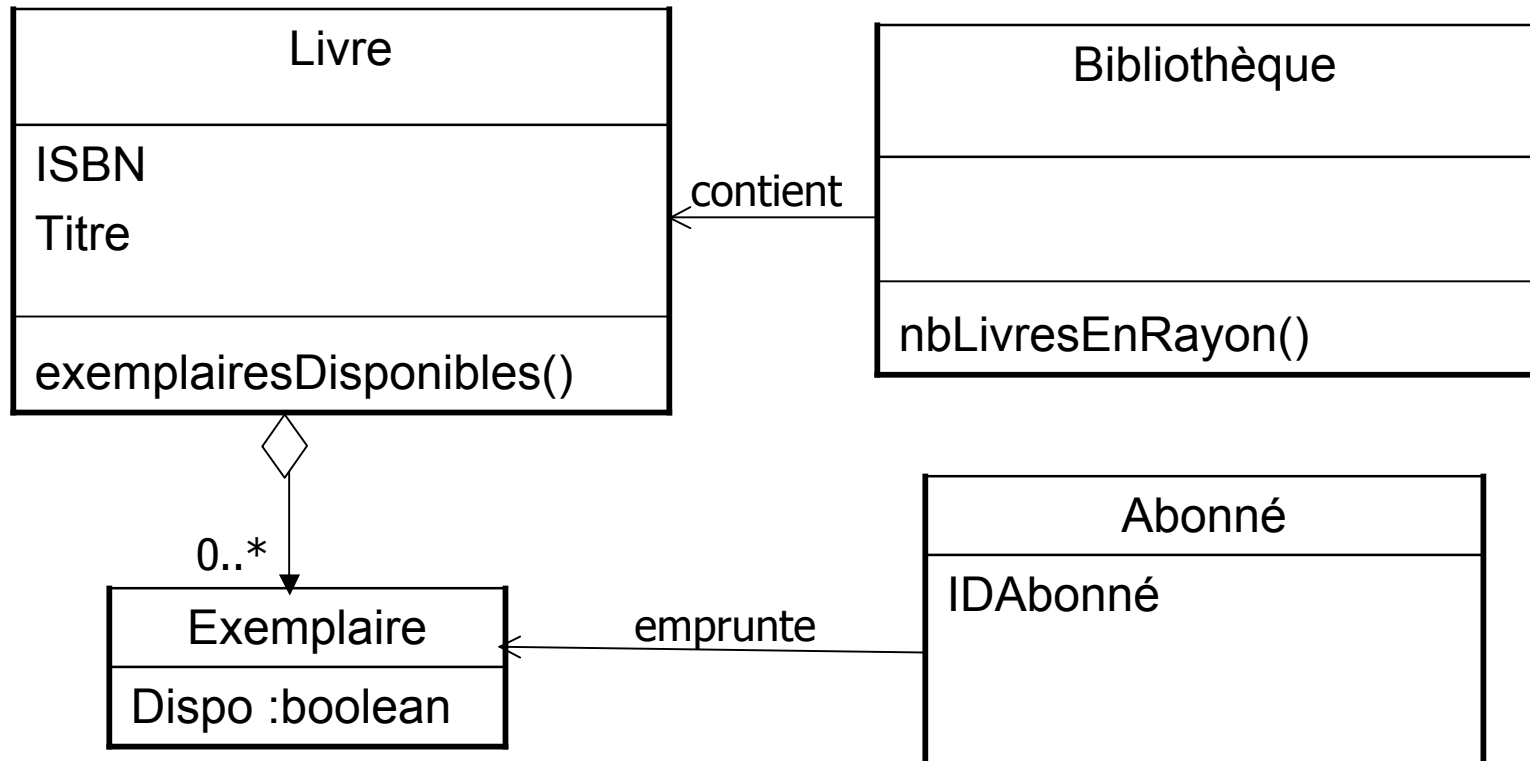 Livre
ISBN
Titre
exemplairesDisponibles()
contient
Bibliothèque
nbLivresEnRayon()
0..*
Exemplaire
Dispo :boolean
emprunte
Abonné
IDAbonné